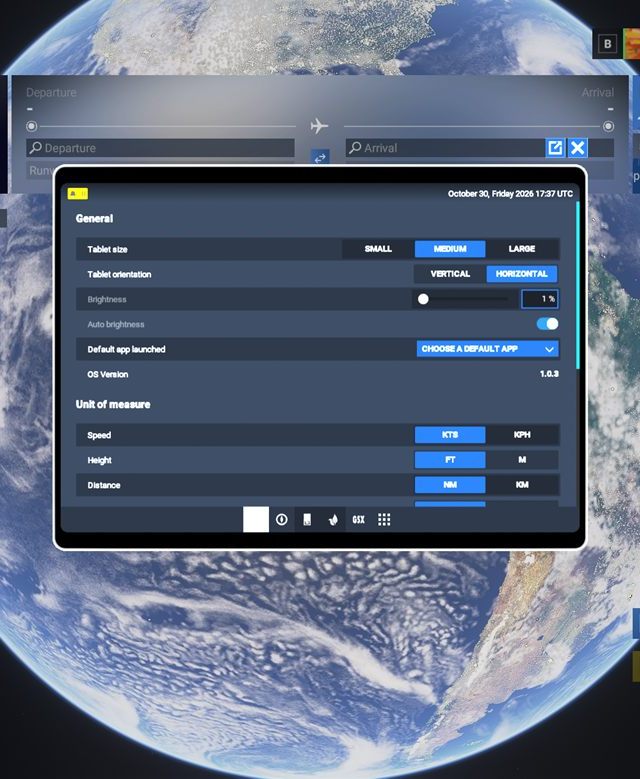 B
Departure
Arrival
-
-
Departure
Arrival
Runw
October 30, Friday 2026 17:37 UTC
General
Tablet size
SMALL
MEDIUM
LARGE
Tablet orientation
VERTICAL
HORIZONTAL
Brightness
1 %
Auto brightness
Default app launched
CHOOSE A DEFAULT APP
OS Version
1.0.3
Unit of measure
Speed
KTS
KPH
Height
FT
M
Distance
NM
KM
GSX